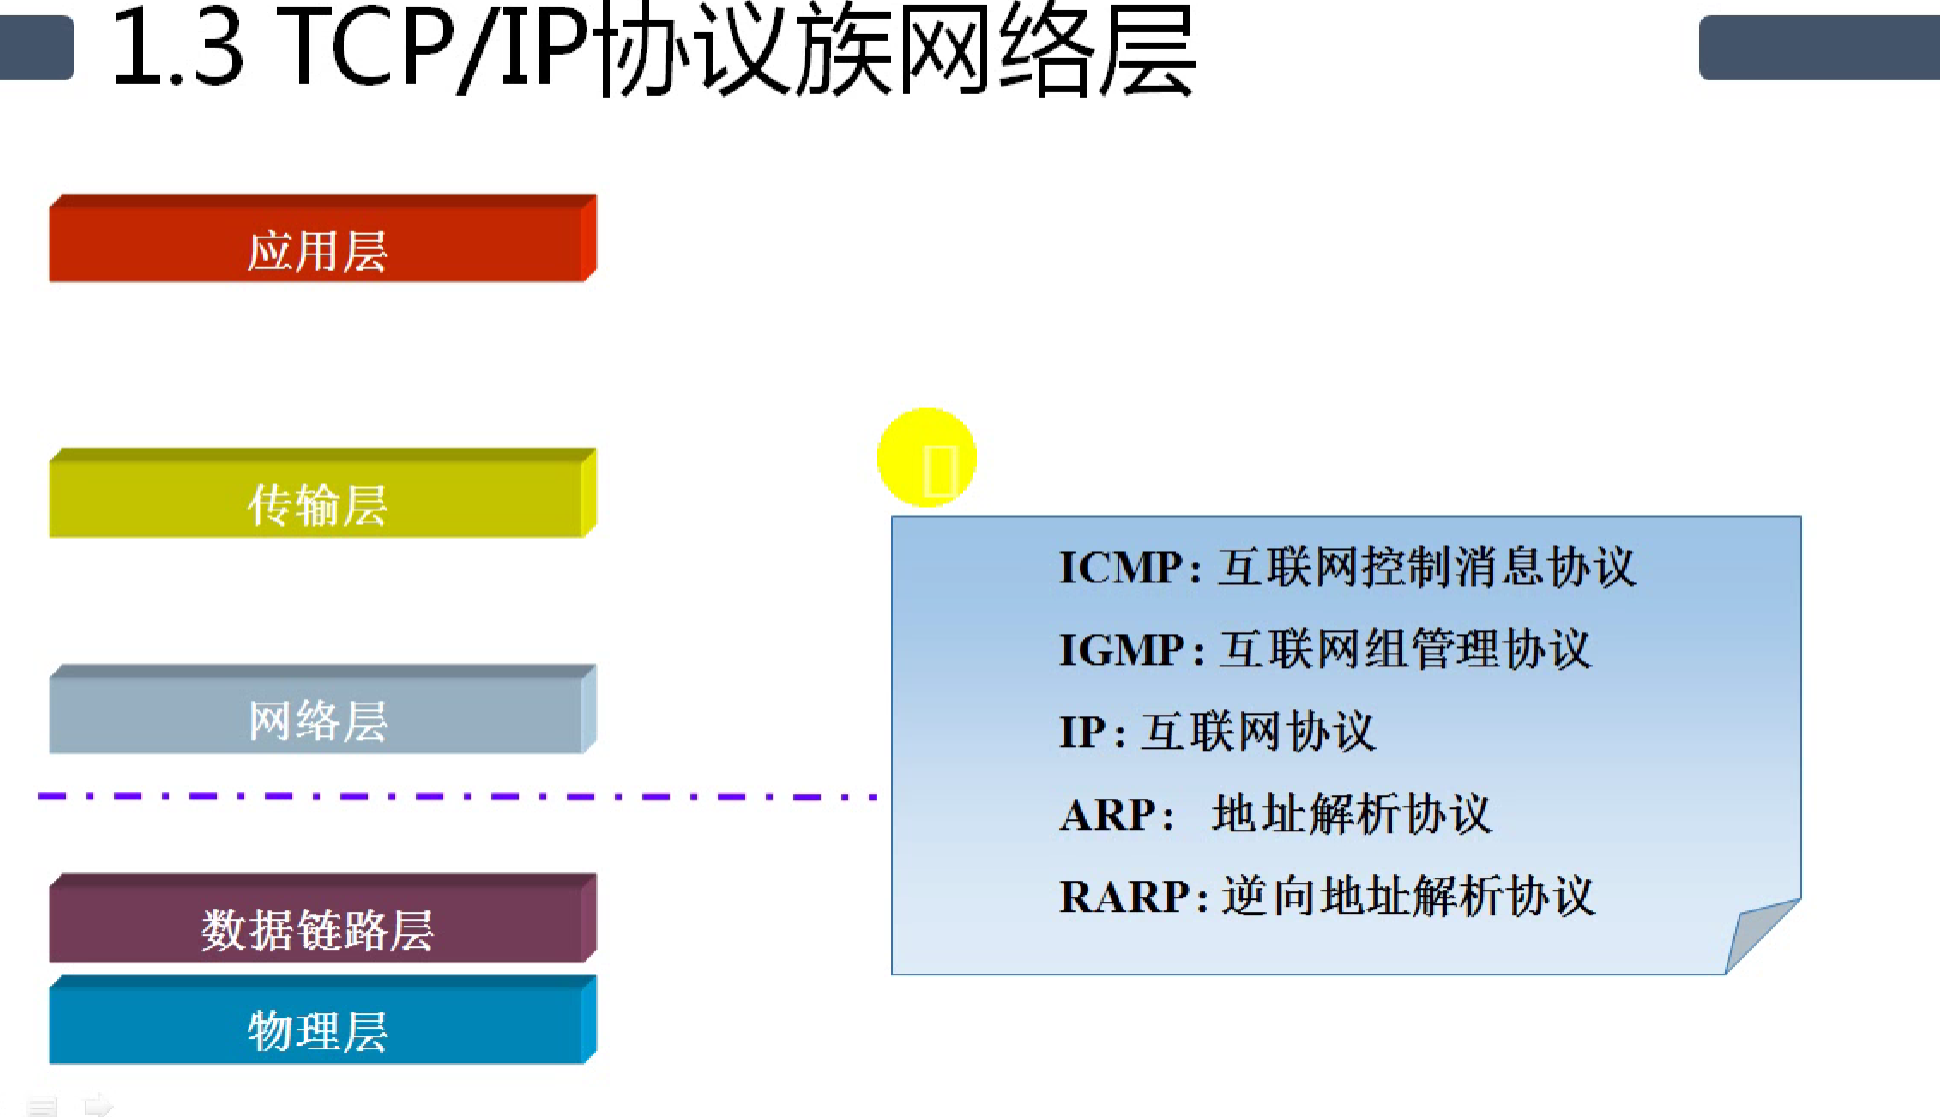 1.3 TCP/IP协议族网络层
应用层
传输层
网络层
数据链路层
物理层
ICMP: 互联网控制消息协议
IGMP: 互联网组管理协议
IP: 互联网协议
ARP: 地址解析协议
RARP: 逆向地址解析协议